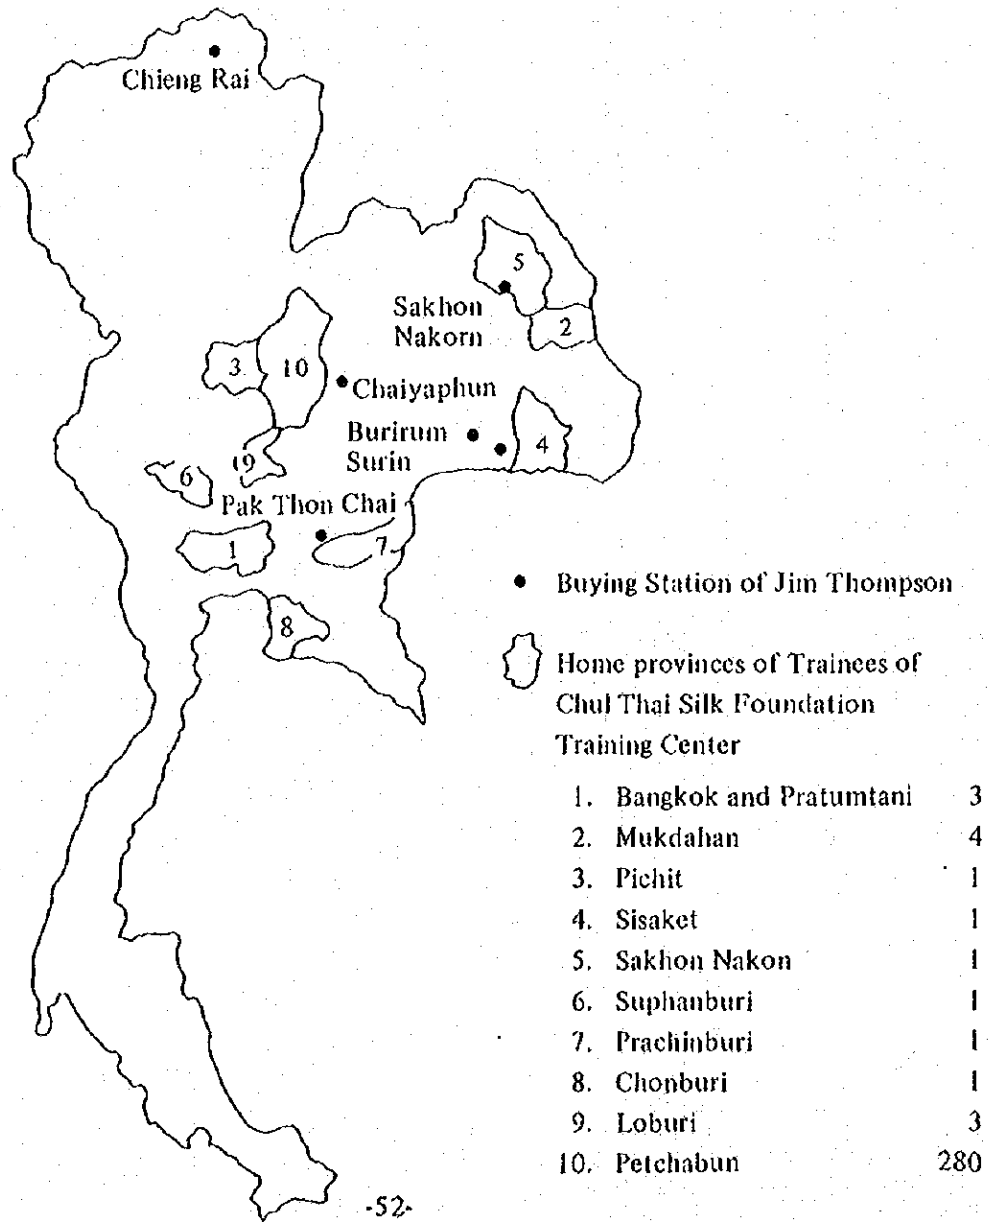 Chieng Rai
5
Sakhon
Nakorn
2
3
10
Chaiyaphun
Burirum
Surin
4
9
6
Pak Thon Chai
1
7
8
• Buying Station of Jim Thompson
Home provinces of Trainees of
Chul Thai Silk Foundation
Training Center
1. Bangkok and Pratumtani 3
2. Mukdahan 4
3. Pichit 1
4. Sisaket 1
5. Sakhon Nakon 1
6. Suphanburi 1
7. Prachinburi 1
8. Chonburi 1
9. Loburi 3
10. Petchabun 280
-52-